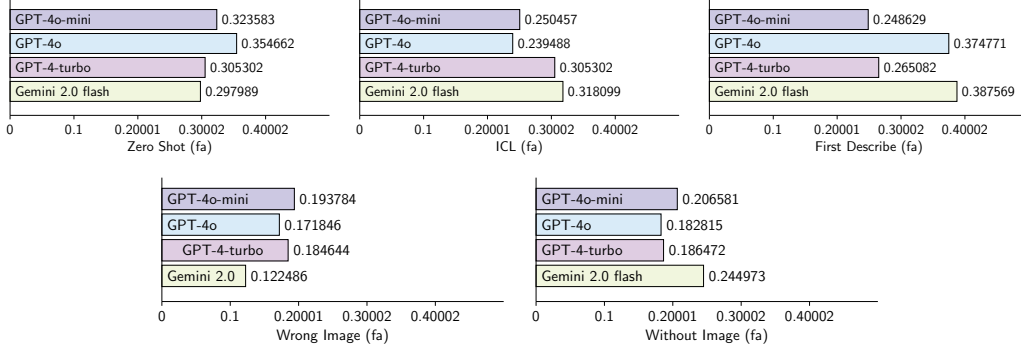 GPT-4o-mini 0.323583
GPT-4o 0.354662
GPT-4-turbo 0.305302
Gemini 2.0 flash 0.297989
0 0.1 0.20001 0.30002 0.40002
Zero Shot (fa)
GPT-4o-mini 0.250457
GPT-4o 0.239488
GPT-4-turbo 0.305302
Gemini 2.0 flash 0.318099
0 0.1 0.20001 0.30002 0.40002
ICL (fa)
GPT-4o-mini 0.248629
GPT-4o 0.374771
GPT-4-turbo 0.265082
Gemini 2.0 flash 0.387569
0 0.1 0.20001 0.30002 0.40002
First Describe (fa)
GPT-4o-mini 0.193784
GPT-4o 0.171846
GPT-4-turbo 0.184644
Gemini 2.0 0.122486
0 0.1 0.20001 0.30002 0.40002
Wrong Image (fa)
GPT-4o-mini 0.206581
GPT-4o 0.182815
GPT-4-turbo 0.186472
Gemini 2.0 flash 0.244973
0 0.1 0.20001 0.30002 0.40002
Without Image (fa)